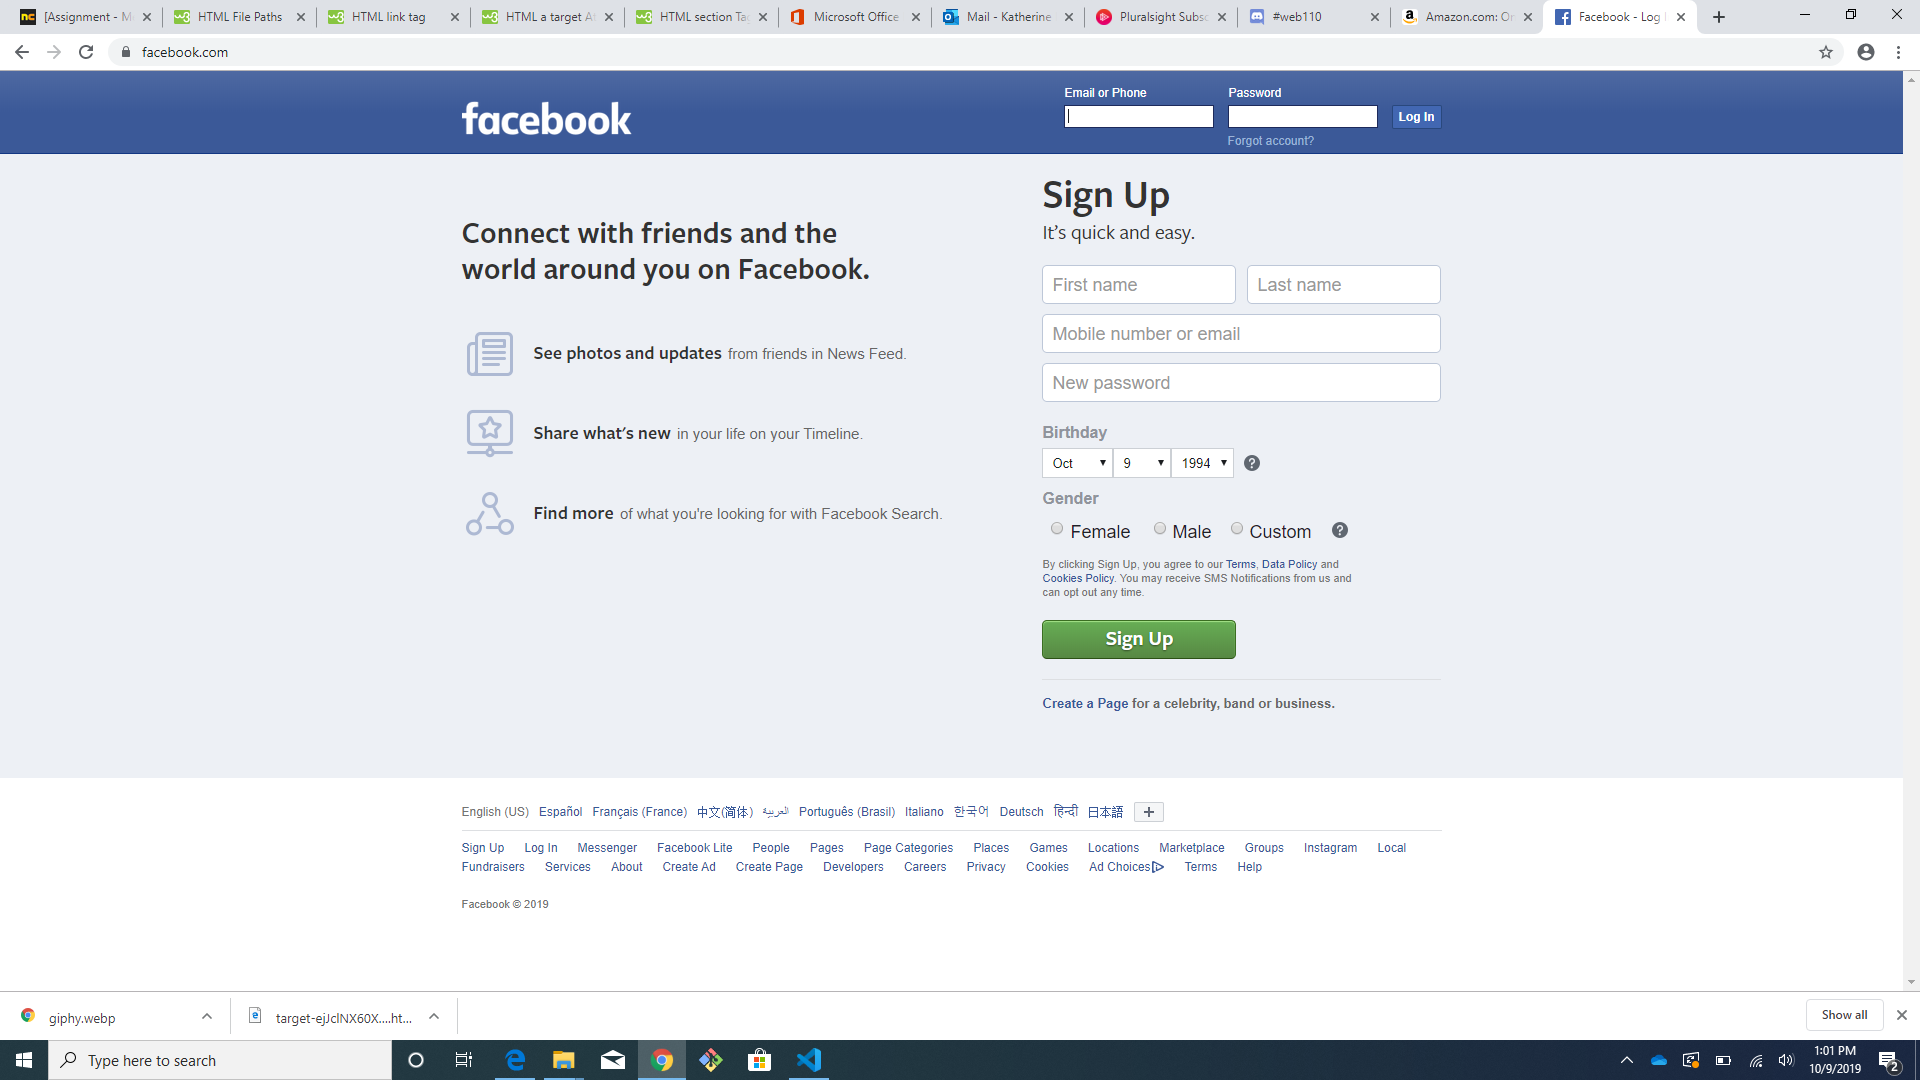 [Assignment - M
HTML File Paths
HTML link tag
HTML a target At
HTML section Tag
Microsoft Office
Mail - Katherine
Pluralsight Subsc
#web110
Amazon.com: On
Facebook - Log
facebook.com
facebook
Email or Phone
Password
Log In
Forgot account?
Sign Up
It's quick and easy.
Connect with friends and the
world around you on Facebook.
First name
Last name
Mobile number or email
New password
See photos and updates from friends in News Feed.
Share what's new in your life on your Timeline.
Find more of what you're looking for with Facebook Search.
Birthday
Oct 9 1994
Gender
Female Male Custom
By clicking Sign Up, you agree to our Terms, Data Policy and
Cookies Policy. You may receive SMS Notifications from us and
can opt out any time.
Sign Up
Create a Page for a celebrity, band or business.
English (US) Español Français (France) 中文(简体) العربية Português (Brasil) Italiano 한국어 Deutsch हिन्दी 日本語
Sign Up Log In Messenger Facebook Lite People Pages Page Categories Places Games Locations Marketplace Groups Instagram Local
Fundraisers Services About Create Ad Create Page Developers Careers Privacy Cookies Ad Choices Terms Help
Facebook © 2019
giphy.webp
target-ejJclNX60X....ht...
Show all
Type here to search
1:01 PM
10/9/2019
2